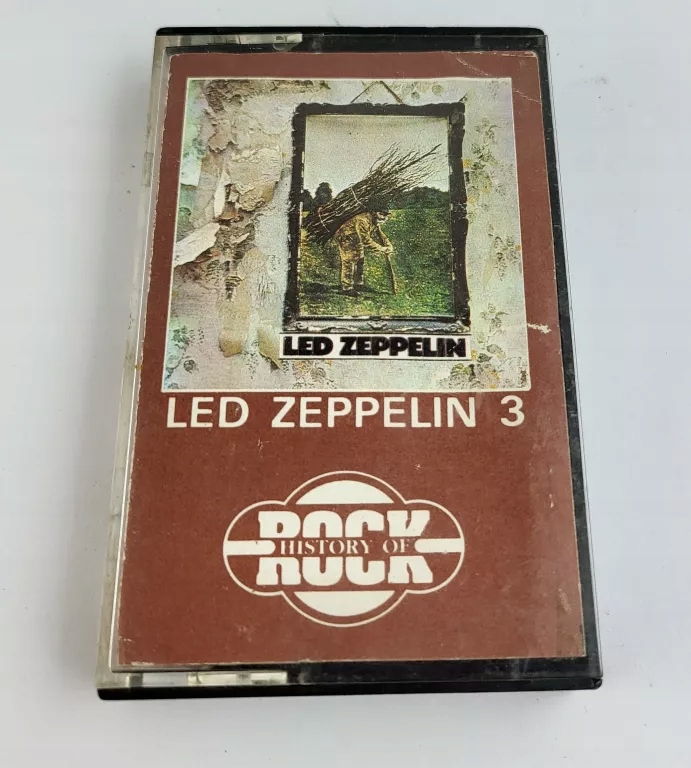 LED ZEPPELIN
LED ZEPPELIN 3
ROCK
HISTORY OF